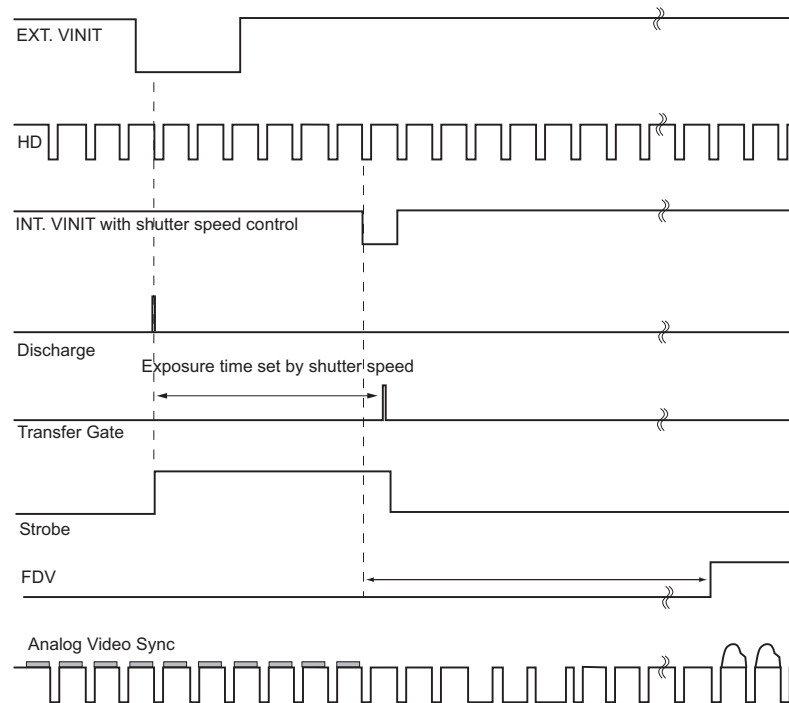 EXT. VINIT
HD
INT. VINIT with shutter speed control
Discharge
Exposure time set by shutter speed
Transfer Gate
Strobe
FDV
Analog Video Sync